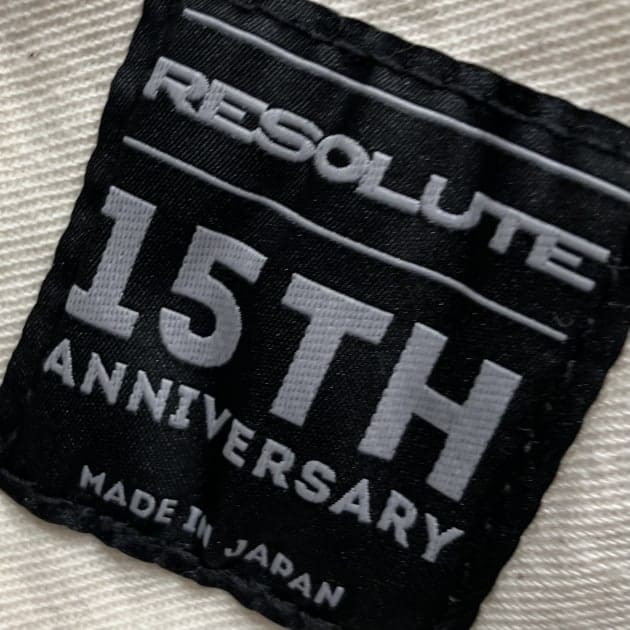 RESOLUTE
15TH
ANNIVERSARY
MADE IN JAPAN